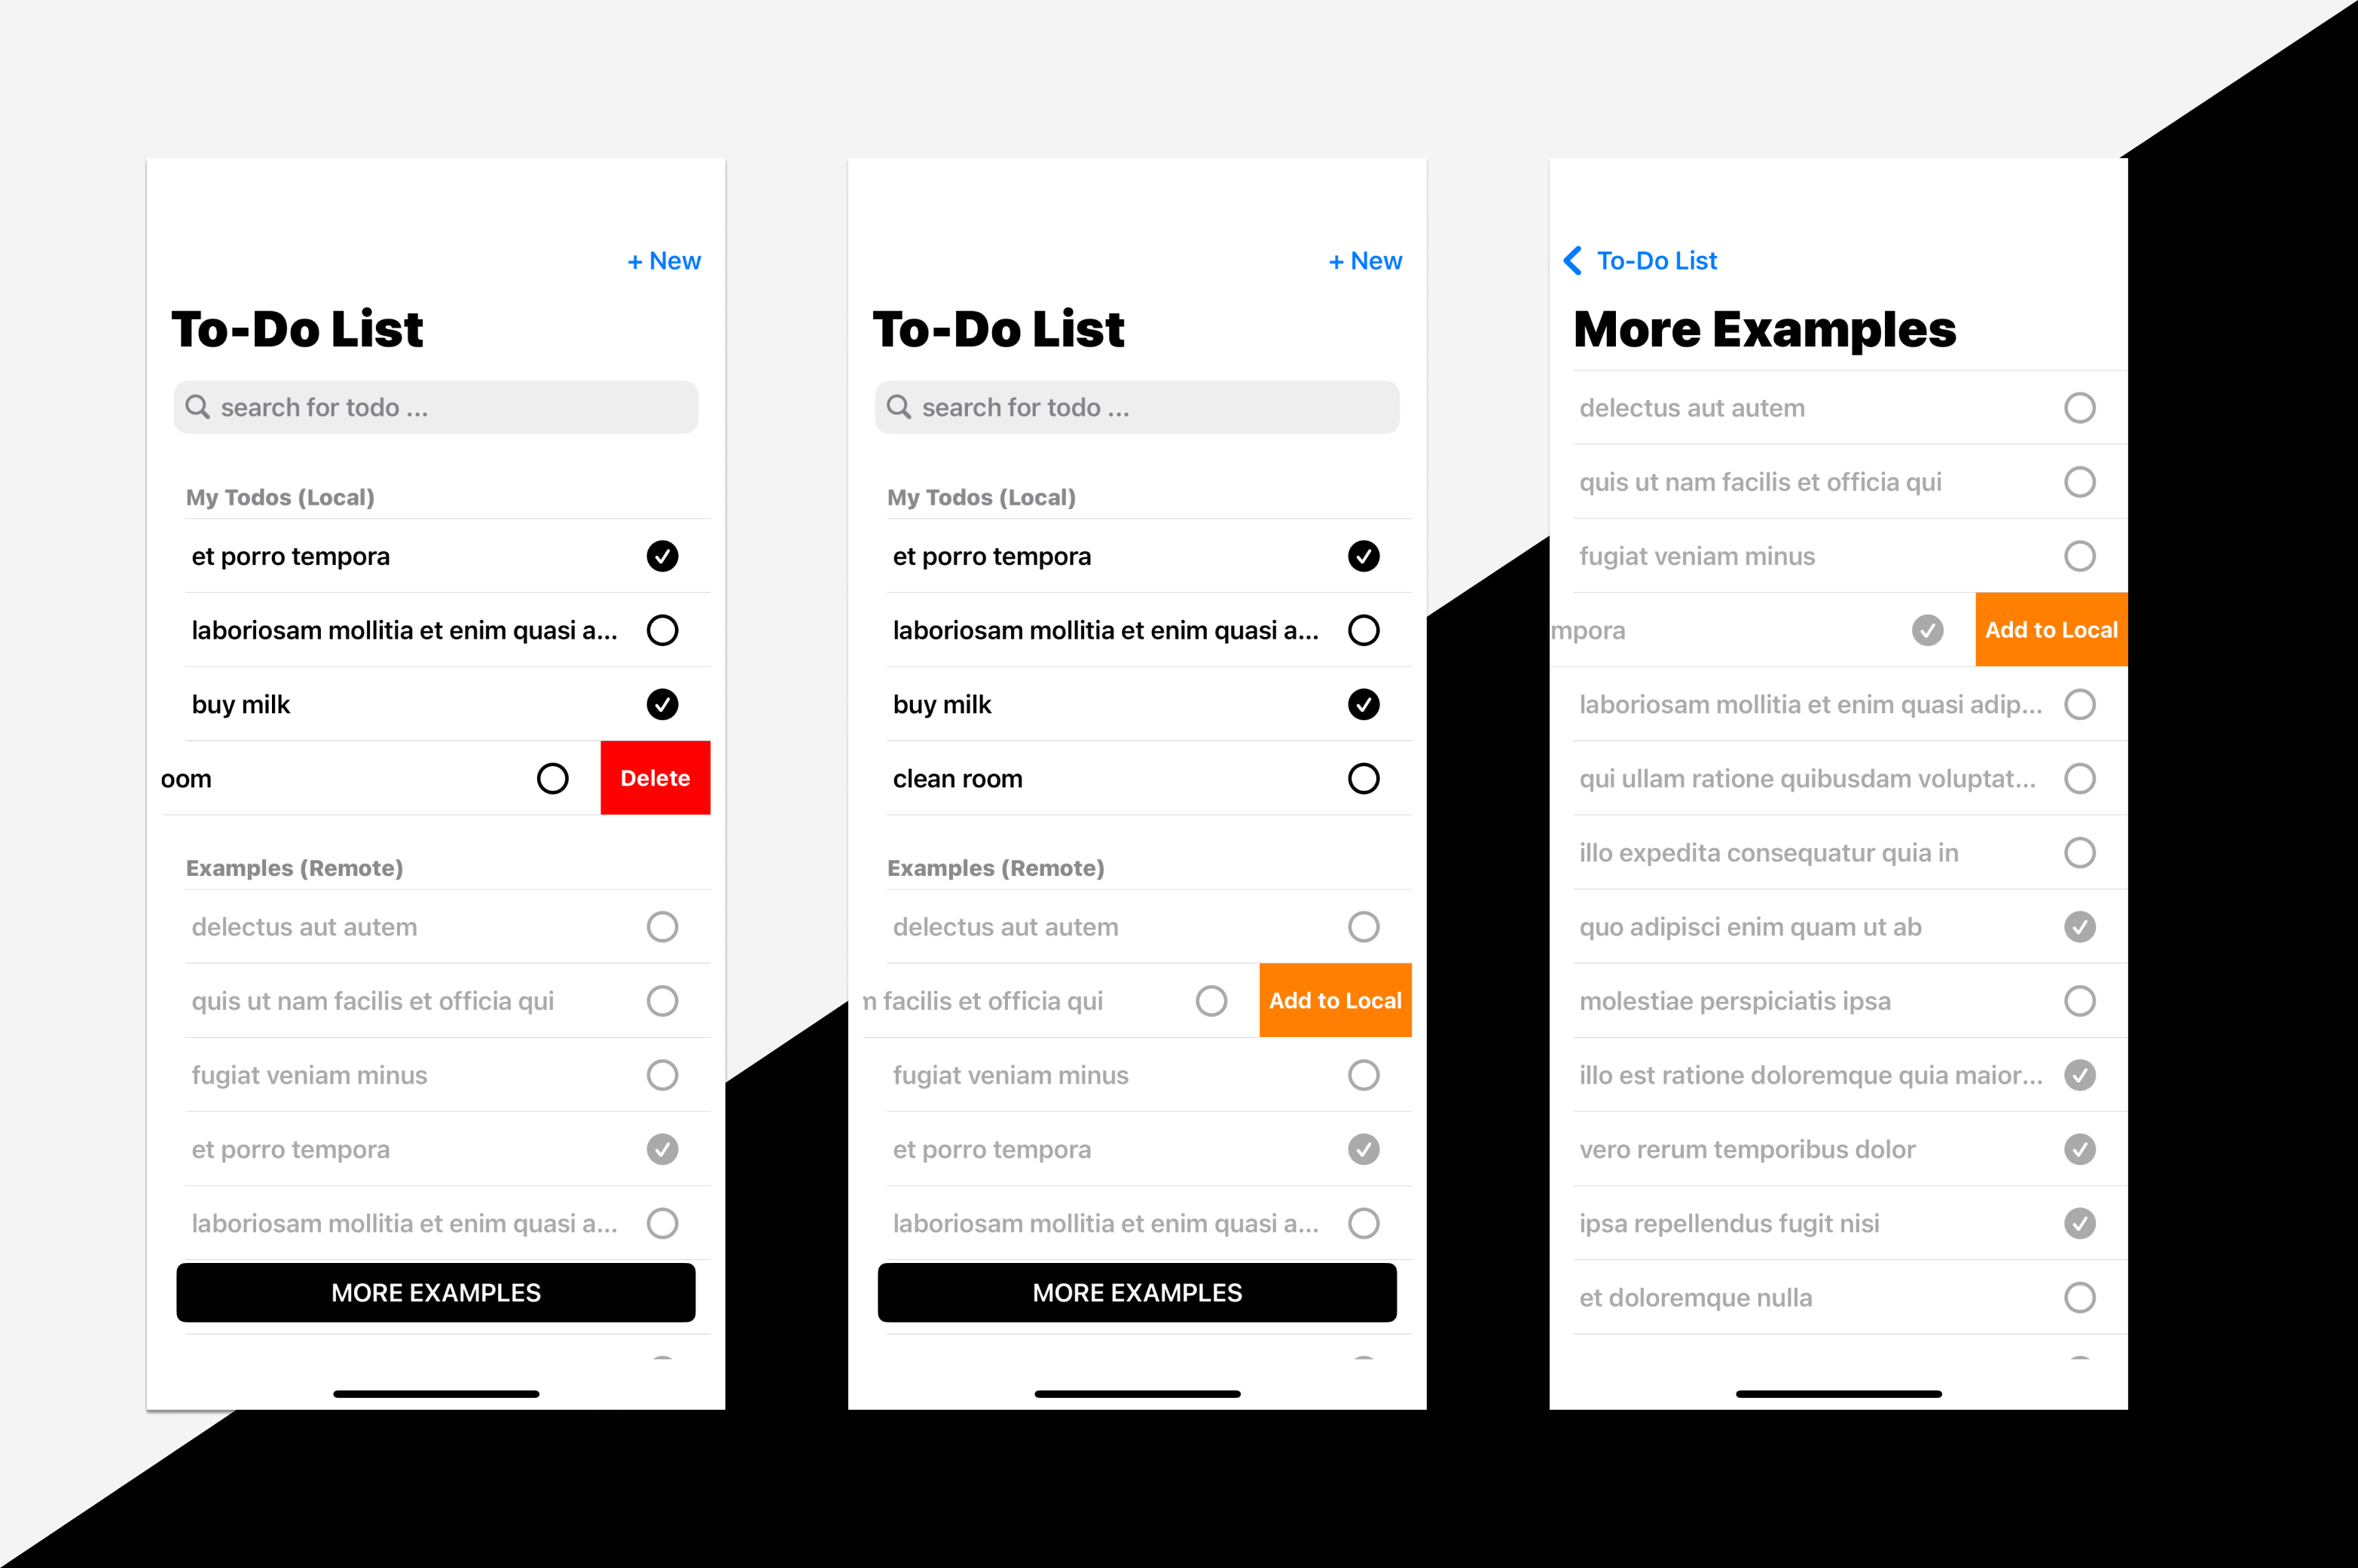 + New
To-Do List
search for todo ...
My Todos (Local)
et porro tempora
laboriosam mollitia et enim quasi a...
buy milk
oom
Delete
Examples (Remote)
delectus aut autem
quis ut nam facilis et officia qui
fugiat veniam minus
et porro tempora
laboriosam mollitia et enim quasi a...
MORE EXAMPLES
+ New
To-Do List
search for todo ...
My Todos (Local)
et porro tempora
laboriosam mollitia et enim quasi a...
buy milk
clean room
Examples (Remote)
delectus aut autem
m facilis et officia qui
Add to Local
fugiat veniam minus
et porro tempora
laboriosam mollitia et enim quasi a...
MORE EXAMPLES
To-Do List
More Examples
delectus aut autem
quis ut nam facilis et officia qui
fugiat veniam minus
mpora
Add to Local
laboriosam mollitia et enim quasi adip...
qui ullam ratione quibusdam voluptat...
illo expedita consequatur quia in
quo adipisci enim quam ut ab
molestiae perspiciatis ipsa
illo est ratione doloremque quia maior...
vero rerum temporibus dolor
ipsa repellendus fugit nisi
et doloremque nulla